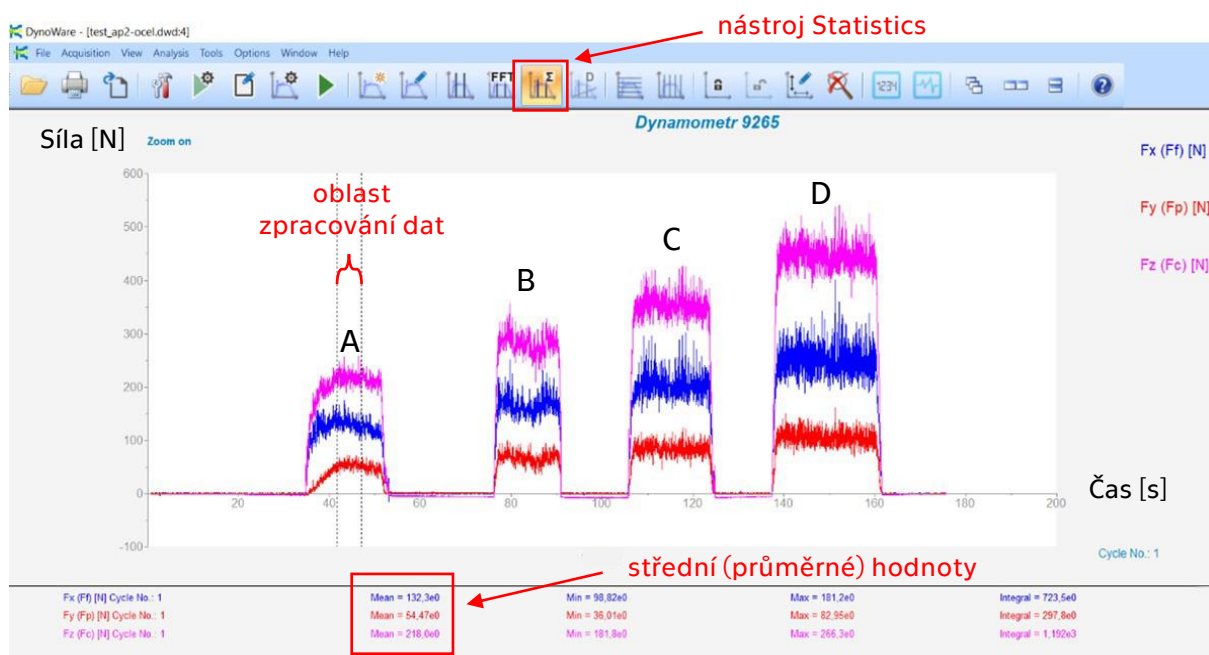 nástroj Statistics
DynoWare - [test_ap2-ocel.dwd:4]
File Acquisition View Analysis Tools Options Window Help
FFT Σ D 1234 ?
Dynamometr 9265
Síla [N]
Zoom on
Fx (Ff) [N]
Fy (Fp) [N]
Fz (Fc) [N]
600
500
400
300
200
100
0
-100
oblast
zpracování dat
A
B
C
D
20 40 60 80 100 120 140 160 180 200
Čas [s]
Cycle No.: 1
střední (průměrné) hodnoty
Fx (Ff) [N] Cycle No.: 1 Mean = 132,3e0 Min = 98,82e0 Max = 181,2e0 Integral = 723,5e0
Fy (Fp) [N] Cycle No.: 1 Mean = 54,47e0 Min = 36,01e0 Max = 82,95e0 Integral = 297,8e0
Fz (Fc) [N] Cycle No.: 1 Mean = 218,0e0 Min = 181,8e0 Max = 266,3e0 Integral = 1,192e3